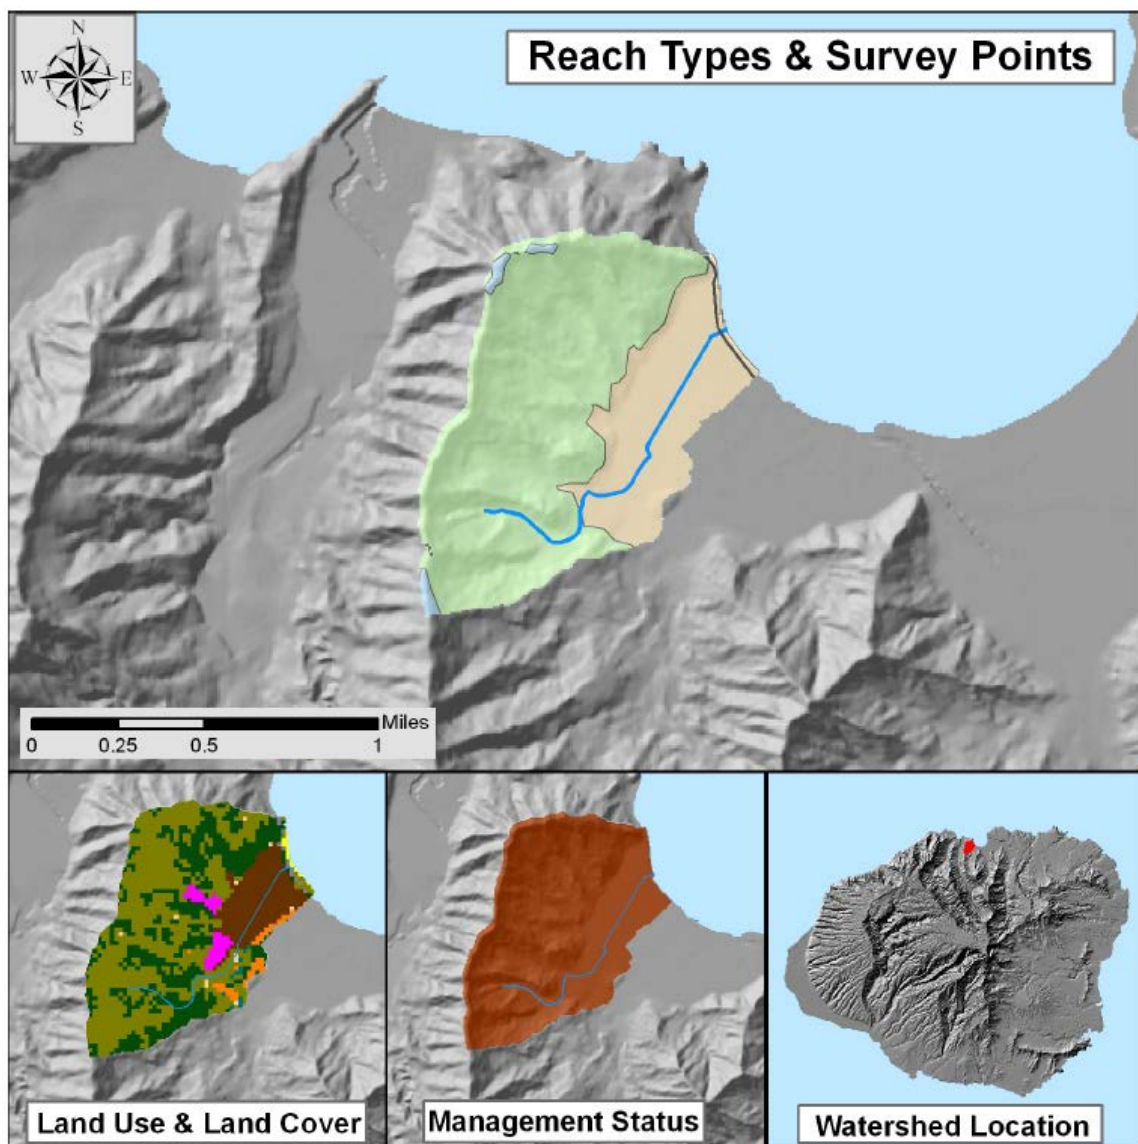 Reach Types & Survey Points
N
W E
S
Miles
0 0.25 0.5 1
Land Use & Land Cover
Management Status
Watershed Location